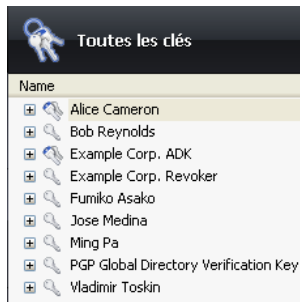 Toutes les clés
Name
Alice Cameron
Bob Reynolds
Example Corp. ADK
Example Corp. Revoker
Fumiko Asako
Jose Medina
Ming Pa
PGP Global Directory Verification Key
Vladimir Toskin